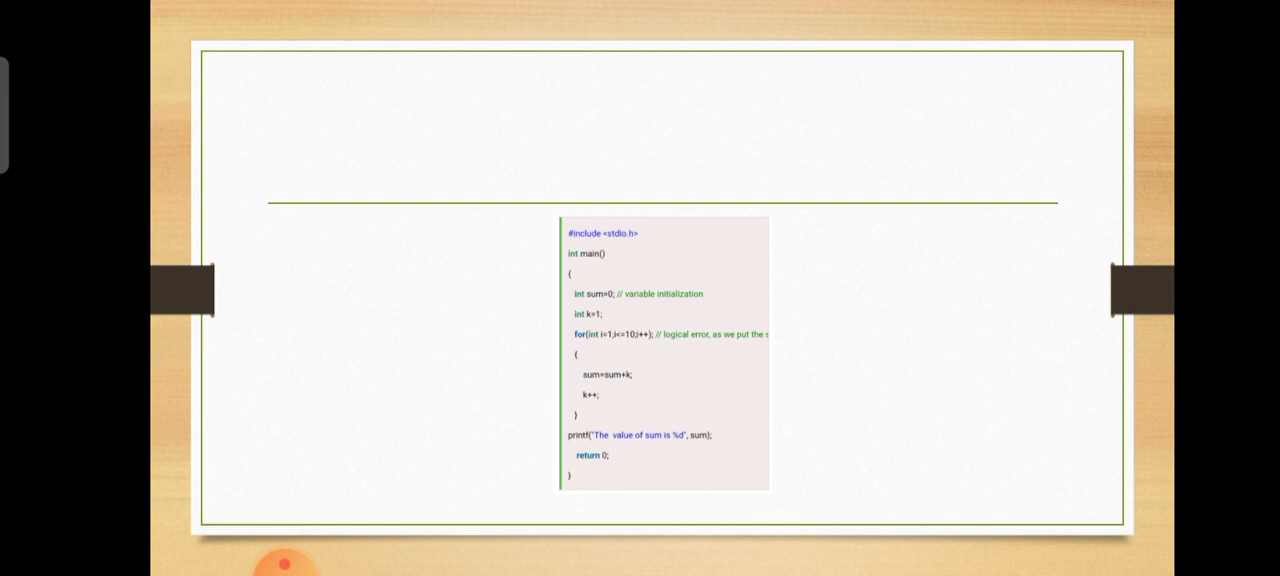 #include <stdio.h>
int main()
{
int sum=0; // variable initialization
int k=1;
for(int i=1;i<=10;i++); // logical error, as we put the
{
sum=sum+k;
k++;
}
printf("The value of sum is %d", sum);
return 0;
}